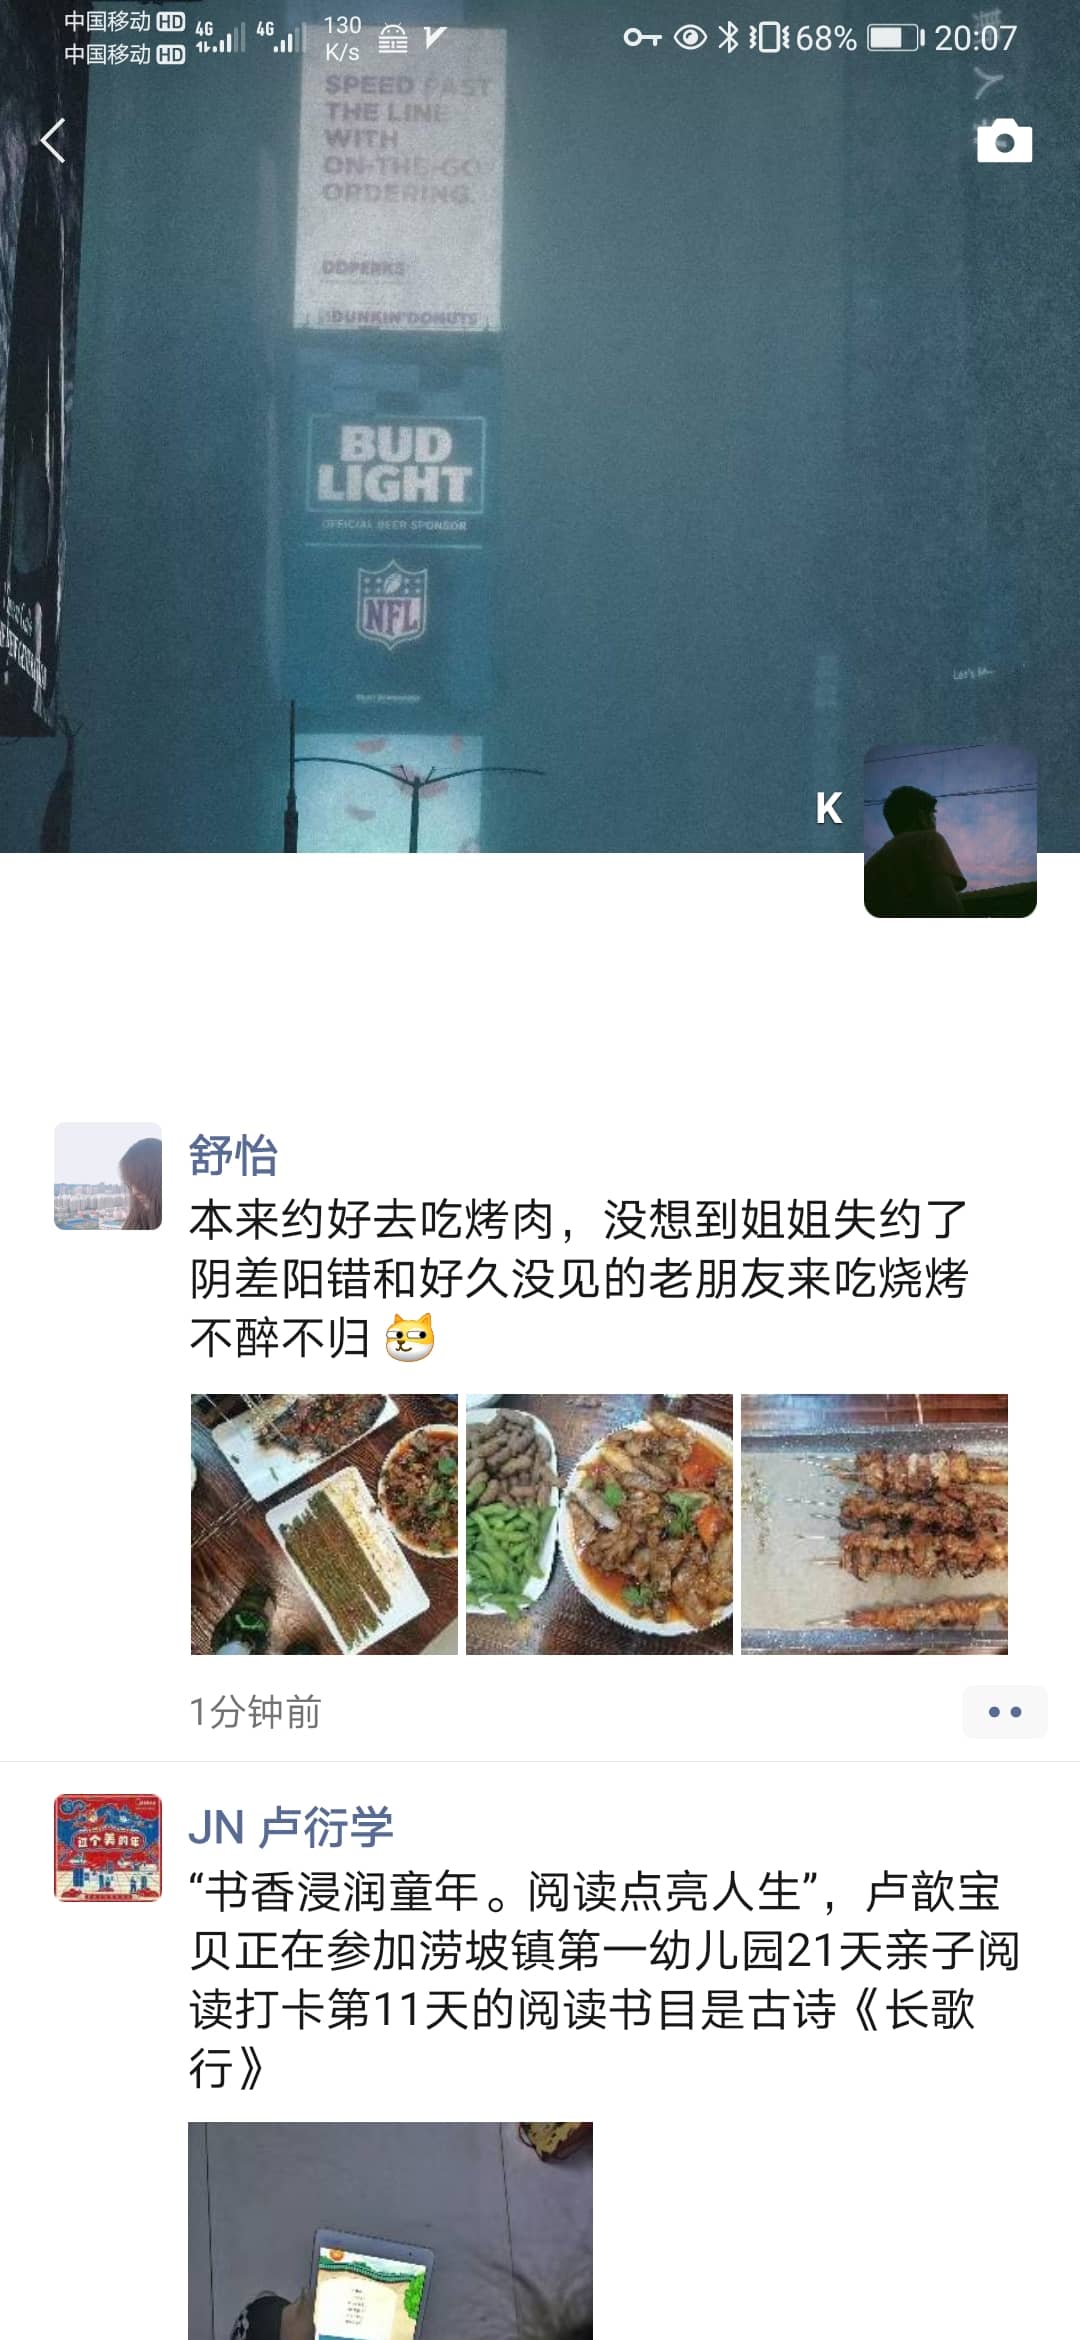 中国移动 HD 4G 4G 130 K/s 68% 20:07
中国移动 HD
SPEED PAST
THE LINE
WITH
ON-THE-GO
ORDERING.
DDPERKS
DUNKIN' DONUTS
BUD
LIGHT
OFFICIAL BEER SPONSOR
NFL
K
舒怡
本来约好去吃烤肉，没想到姐姐失约了
阴差阳错和好久没见的老朋友来吃烧烤
不醉不归
1分钟前
过个美的年
JN 卢衍学
“书香浸润童年。阅读点亮人生”，卢歆宝
贝正在参加涝坡镇第一幼儿园21天亲子阅
读打卡第11天的阅读书目是古诗《长歌
行》